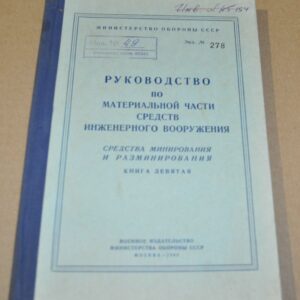 МИНИСТЕРСТВО ОБОРОНЫ СССР
Экз. № 278
РУКОВОДСТВО
ПО
МАТЕРИАЛЬНОЙ ЧАСТИ
СРЕДСТВ
ИНЖЕНЕРНОГО ВООРУЖЕНИЯ
СРЕДСТВА МИНИРОВАНИЯ
И РАЗМИНИРОВАНИЯ
КНИГА ДЕВЯТАЯ
ВОЕННОЕ ИЗДАТЕЛЬСТВО
МИНИСТЕРСТВА ОБОРОНЫ СССР
МОСКВА